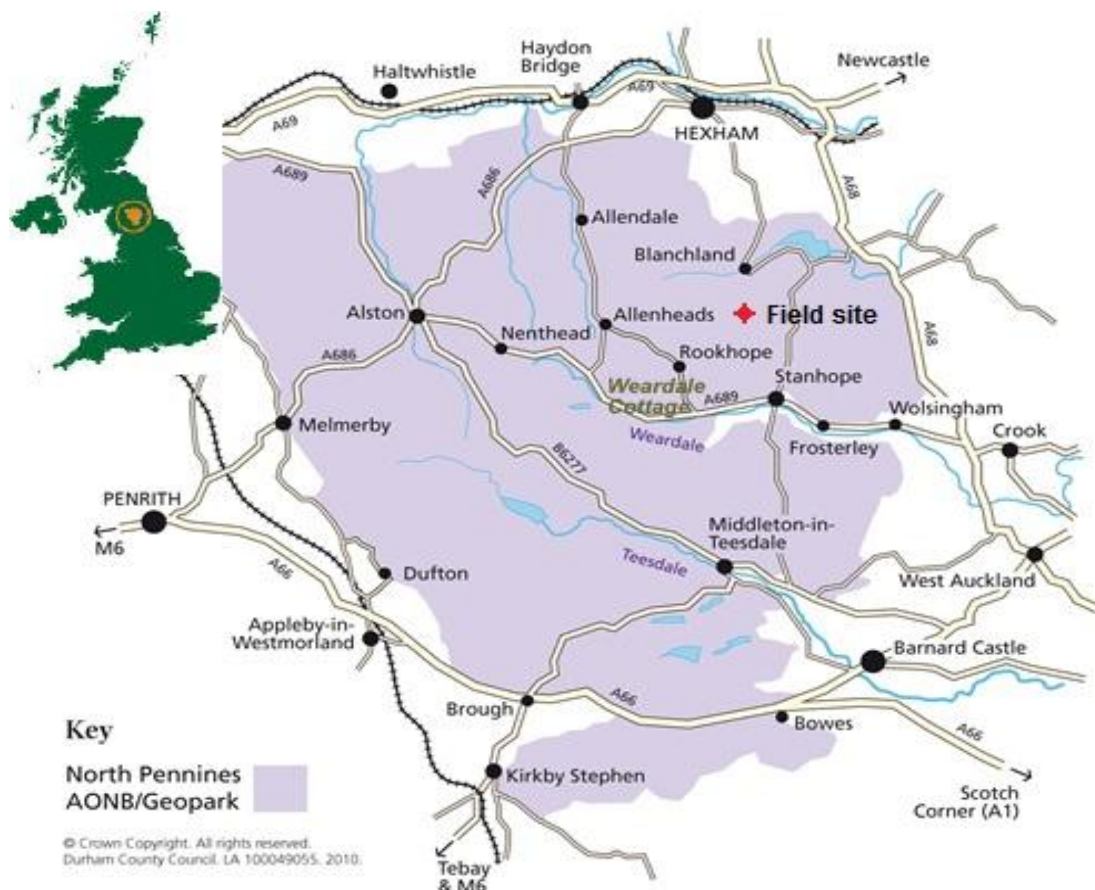 Haydon
Bridge
Newcastle
Haltwhistle
A69
HEXHAM
A69
A689
A686
A68
Allendale
Blanchland
Alston
Allenheads
Field site
Nenthead
A68
A686
Rookhope
Stanhope
Weardale
Cottage
A689
Wolsingham
Melmerby
Weardale
Frosterley
Crook
B6277
PENRITH
Middleton-in-
Teesdale
M6
Teesdale
A66
Dufton
West Auckland
Appleby-in-
Westmorland
Barnard Castle
Brough
A66
Bowes
A66
Key
North Pennines
AONB/Geopark
Kirkby Stephen
Scotch
Corner (A1)
© Crown Copyright. All rights reserved.
Durham County Council. LA 100049055. 2010.
Tebay
& M6